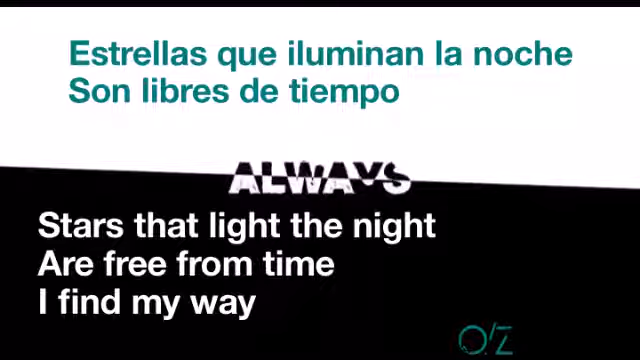 Estrellas que iluminan la noche
Son libres de tiempo
ALWAYS
Stars that light the night
Are free from time
I find my way
O/Z